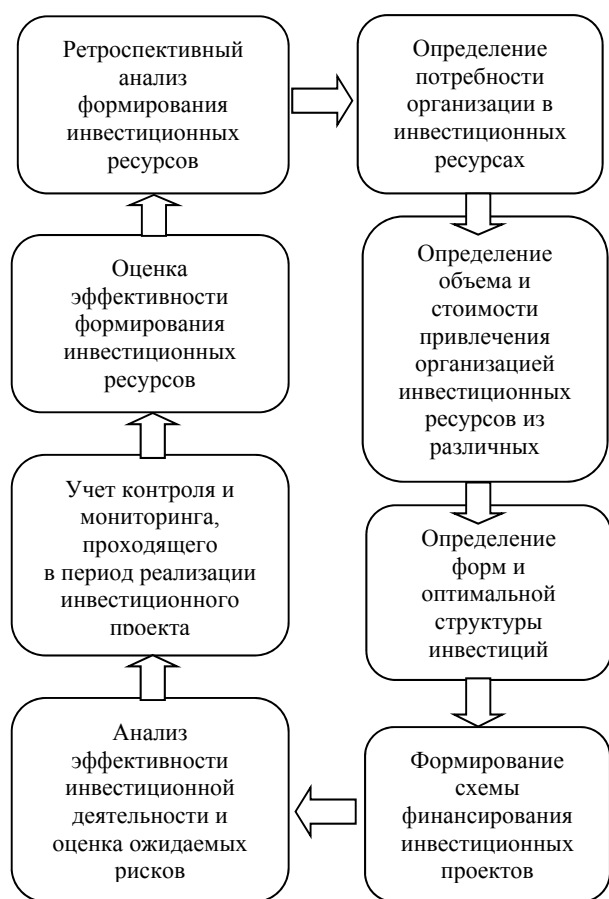 Ретроспективный
анализ
формирования
инвестиционных
ресурсов
Определение
потребности
организации в
инвестиционных
ресурсах
Определение
объема и
стоимости
привлечения
организацией
инвестиционных
ресурсов из
различных
Определение
форм и
оптимальной
структуры
инвестиций
Формирование
схемы
финансирования
инвестиционных
проектов
Анализ
эффективности
инвестиционной
деятельности и
оценка ожидаемых
рисков
Учет контроля и
мониторинга,
проходящего
в период реализации
инвестиционного
проекта
Оценка
эффективности
формирования
инвестиционных
ресурсов